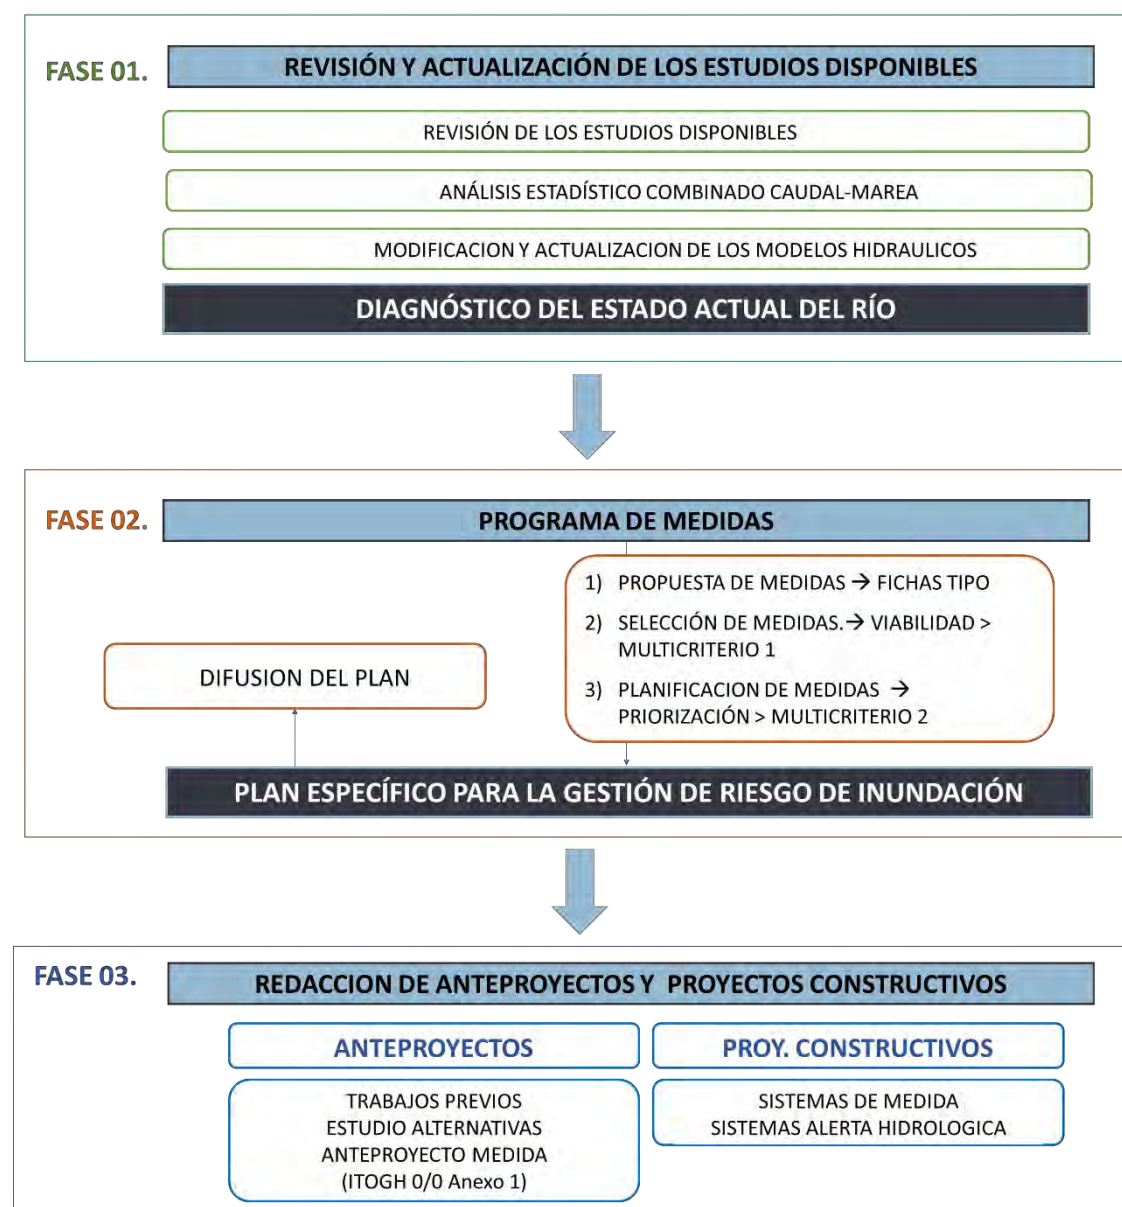 FASE 01.
REVISIÓN Y ACTUALIZACIÓN DE LOS ESTUDIOS DISPONIBLES
REVISIÓN DE LOS ESTUDIOS DISPONIBLES
ANÁLISIS ESTADÍSTICO COMBINADO CAUDAL-MAREA
MODIFICACION Y ACTUALIZACION DE LOS MODELOS HIDRAULICOS
DIAGNÓSTICO DEL ESTADO ACTUAL DEL RÍO
FASE 02.
PROGRAMA DE MEDIDAS
1) PROPUESTA DE MEDIDAS → FICHAS TIPO
2) SELECCIÓN DE MEDIDAS.→ VIABILIDAD >
MULTICRITERIO 1
3) PLANIFICACION DE MEDIDAS →
PRIORIZACIÓN > MULTICRITERIO 2
DIFUSION DEL PLAN
PLAN ESPECÍFICO PARA LA GESTIÓN DE RIESGO DE INUNDACIÓN
FASE 03.
REDACCION DE ANTEPROYECTOS Y PROYECTOS CONSTRUCTIVOS
ANTEPROYECTOS
TRABAJOS PREVIOS
ESTUDIO ALTERNATIVAS
ANTEPROYECTO MEDIDA
(ITOGH 0/0 Anexo 1)
PROY. CONSTRUCTIVOS
SISTEMAS DE MEDIDA
SISTEMAS ALERTA HIDROLOGICA